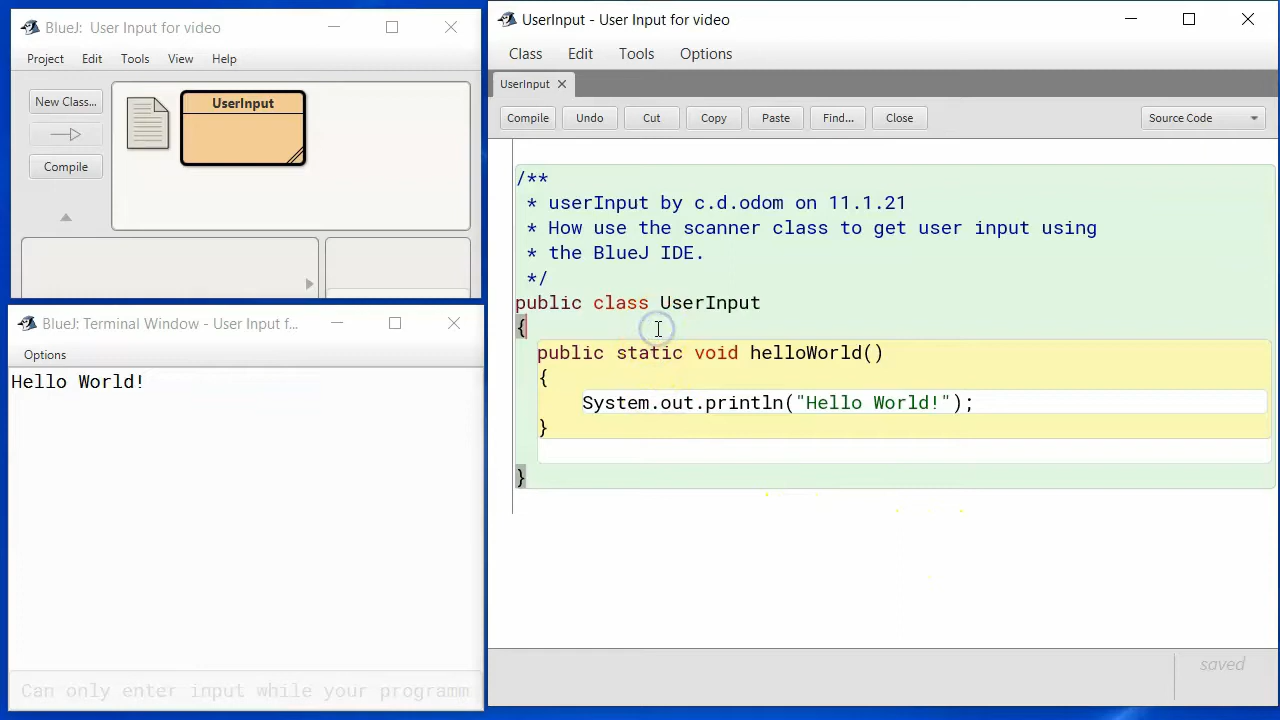 BlueJ: User Input for video
Project Edit Tools View Help
New Class...
Compile
UserInput
BlueJ: Terminal Window - User Input f...
Options
Hello World!
Can only enter input while your programm
UserInput - User Input for video
Class Edit Tools Options
UserInput
Compile Undo Cut Copy Paste Find... Close Source Code
/**
* userInput by c.d.odom on 11.1.21
* How use the scanner class to get user input using
* the BlueJ IDE.
*/
public class UserInput
{
public static void helloWorld()
{
System.out.println("Hello World!");
}
}
saved